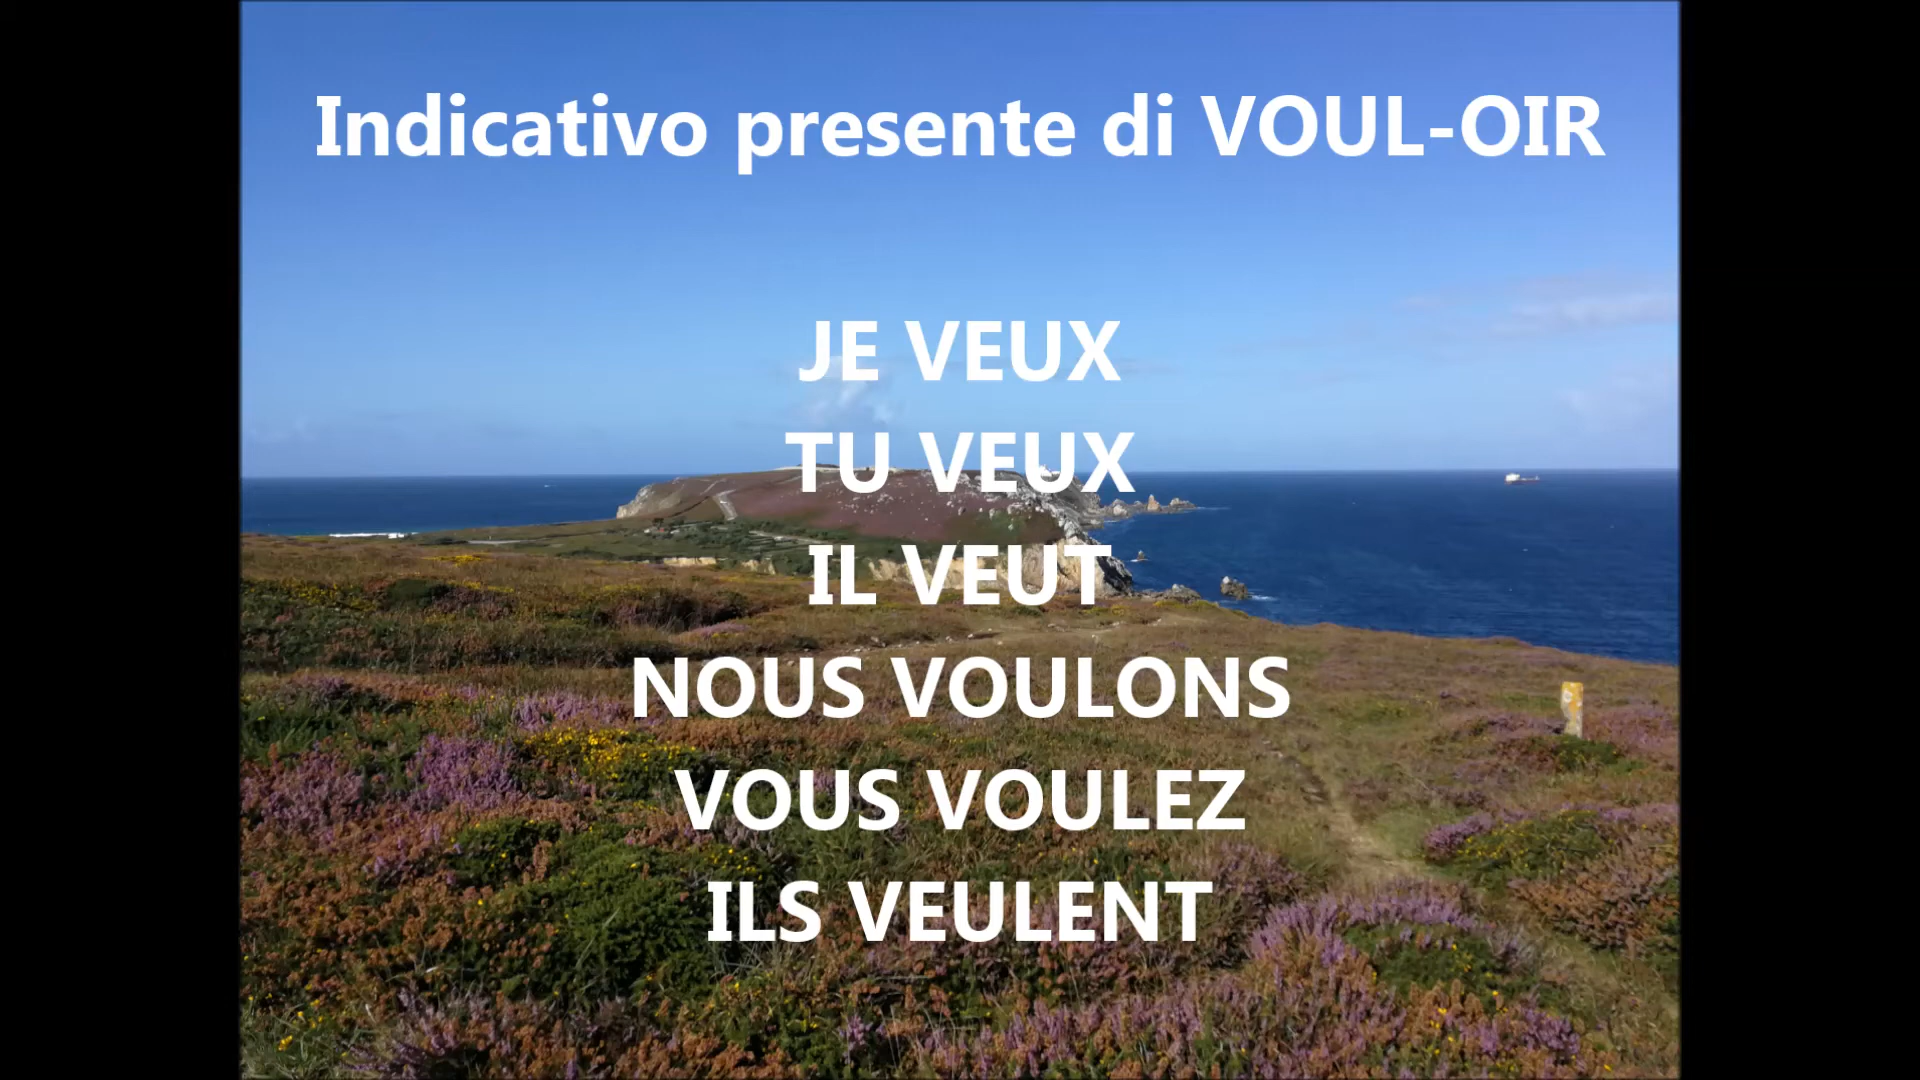 Indicativo presente di VOUL-OIR
JE VEUX
TU VEUX
IL VEUT
NOUS VOULONS
VOUS VOULEZ
ILS VEULENT